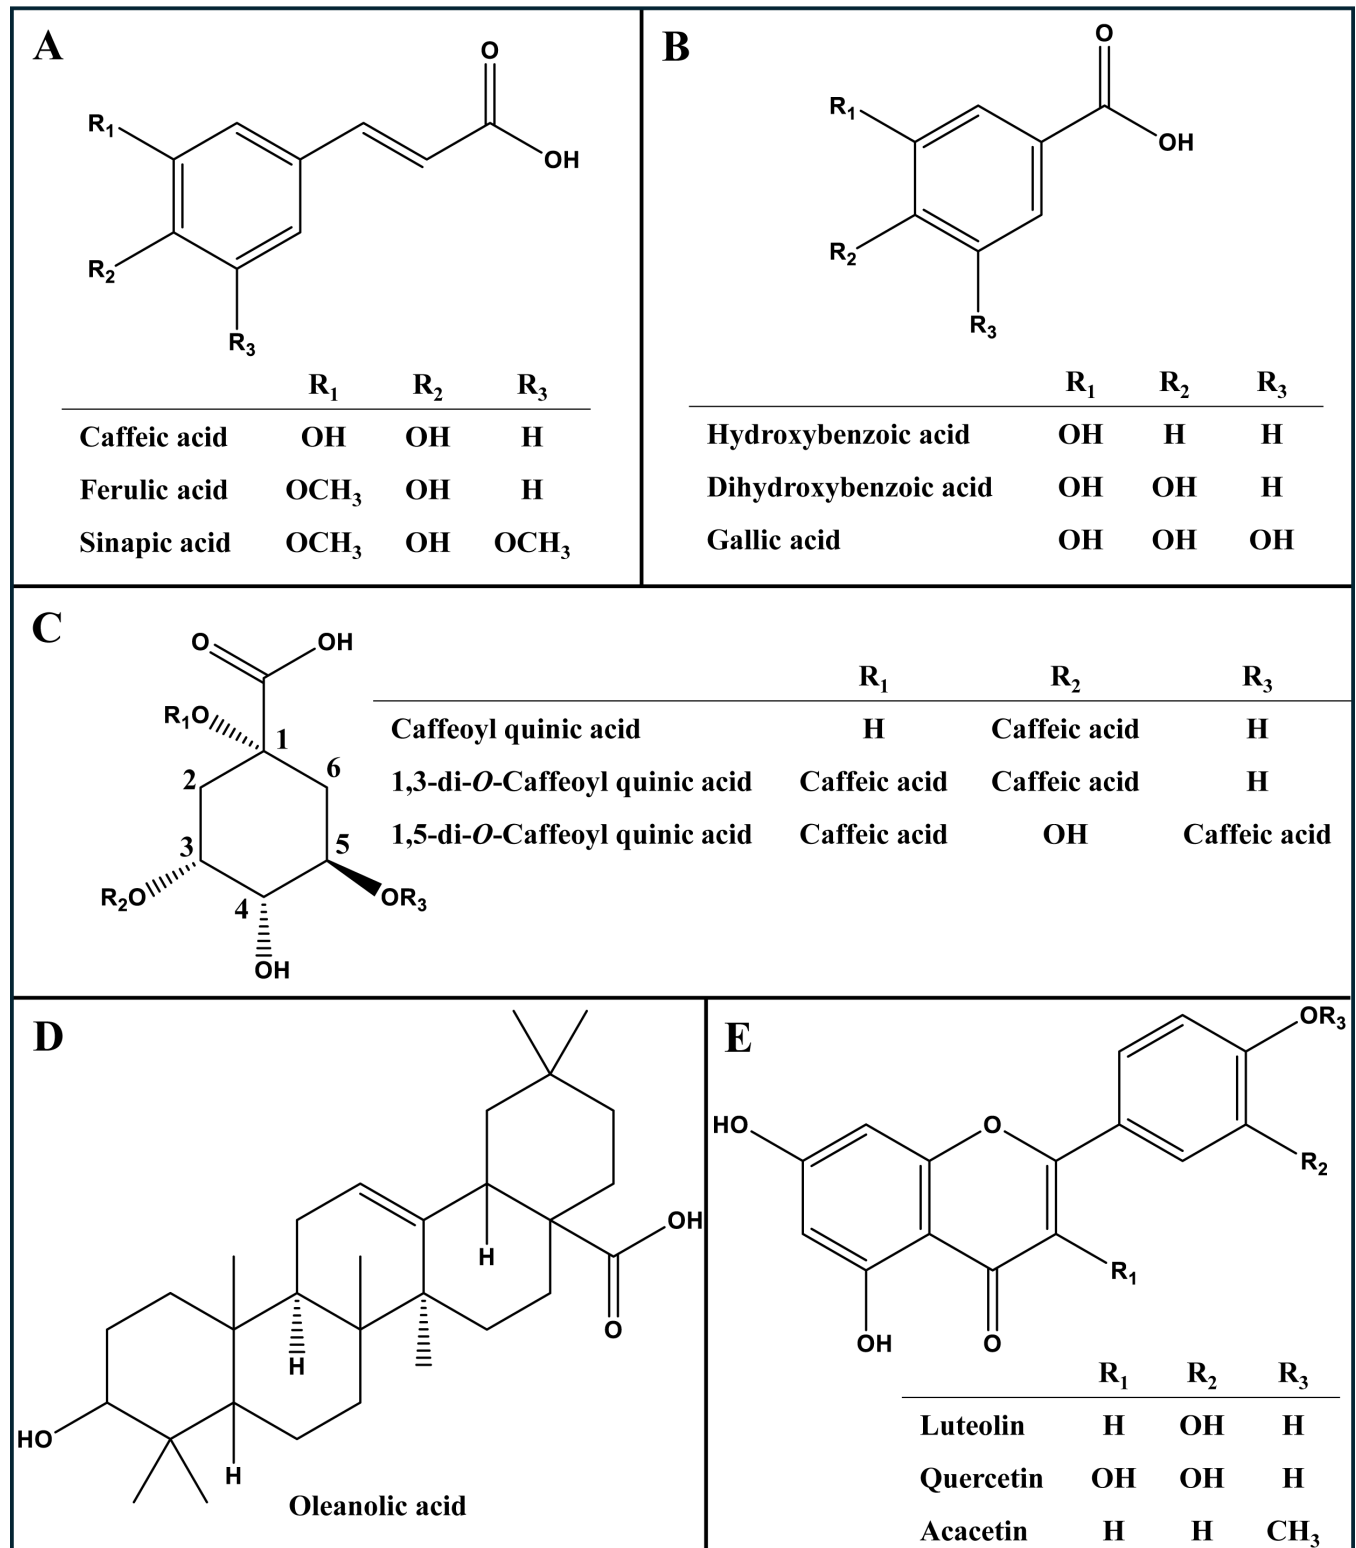 A
O
R₁
OH
R₂
R₃
R₁ R₂ R₃
Caffeic acid OH OH H
Ferulic acid OCH₃ OH H
Sinapic acid OCH₃ OH OCH₃
B
O
R₁
OH
R₂
R₃
R₁ R₂ R₃
Hydroxybenzoic acid OH H H
Dihydroxybenzoic acid OH OH H
Gallic acid OH OH OH
C
O OH
R₁O
1
2 6
3 5
R₂O 4 OR₃
OH
R₁ R₂ R₃
Caffeoyl quinic acid H Caffeic acid H
1,3-di-O-Caffeoyl quinic acid Caffeic acid Caffeic acid H
1,5-di-O-Caffeoyl quinic acid Caffeic acid OH Caffeic acid
D
OH
H
O
H
HO
H
Oleanolic acid
E
OR₃
HO O
R₂
R₁
OH O
R₁ R₂ R₃
Luteolin H OH H
Quercetin OH OH H
Acacetin H H CH₃